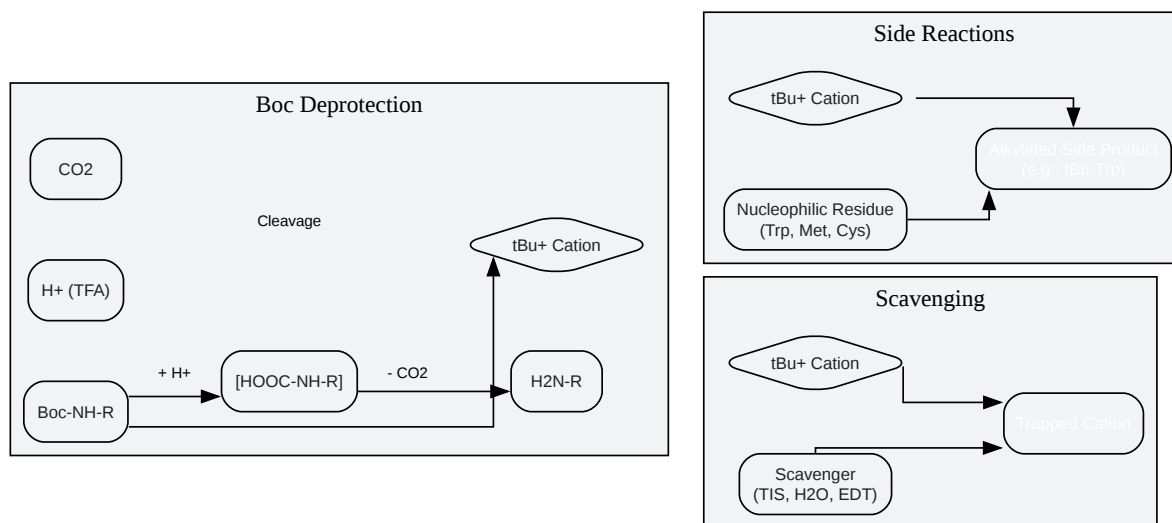 Boc Deprotection
CO2
Cleavage
tBu+ Cation
H+ (TFA)
+ H+
[HOOC-NH-R]
- CO2
H2N-R
Boc-NH-R
Side Reactions
tBu+ Cation
Alkylated Side Product
(e.g., tBu-Trp)
Nucleophilic Residue
(Trp, Met, Cys)
Scavenging
tBu+ Cation
Trapped Cation
Scavenger
(TIS, H2O, EDT)